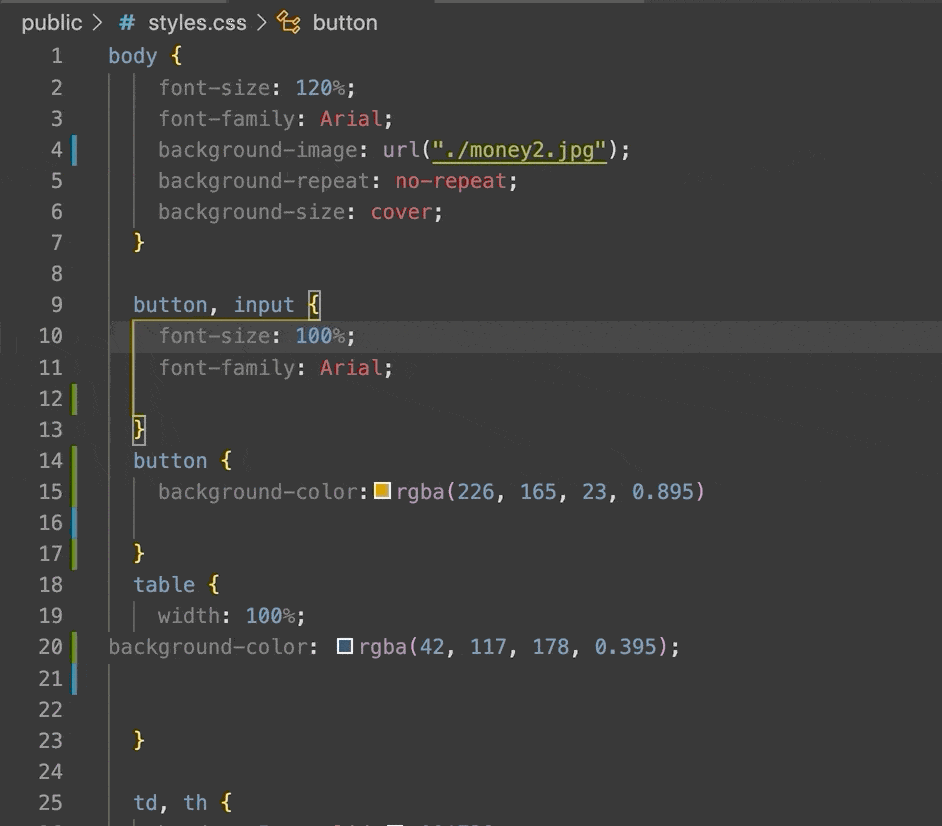 public > # styles.css > button
1 body {
2 font-size: 120%;
3 font-family: Arial;
4 background-image: url("./money2.jpg");
5 background-repeat: no-repeat;
6 background-size: cover;
7 }
8
9 button, input {
10 font-size: 100%;
11 font-family: Arial;
12
13 }
14 button {
15 background-color: rgba(226, 165, 23, 0.895)
16
17 }
18 table {
19 width: 100%;
20 background-color: rgba(42, 117, 178, 0.395);
21
22
23 }
24
25 td, th {